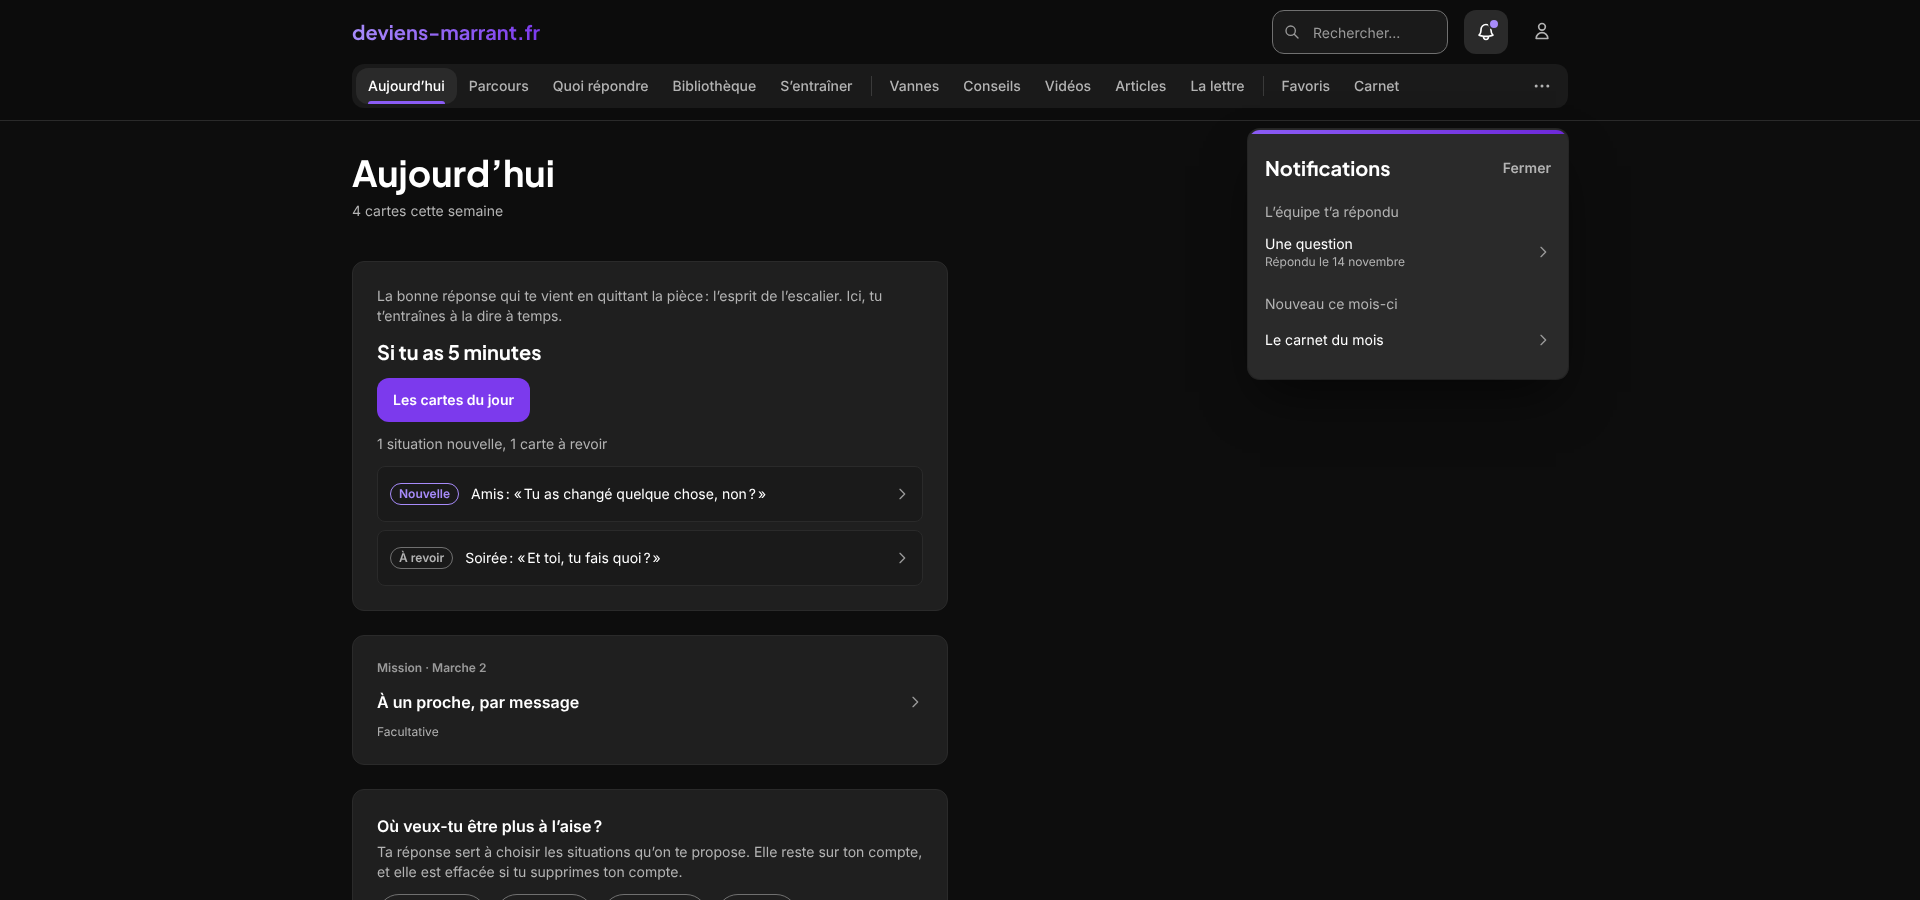 deviens-marrant.fr
Rechercher...
Aujourd’hui
Parcours
Quoi répondre
Bibliothèque
S’entraîner
Vannes
Conseils
Vidéos
Articles
La lettre
Favoris
Carnet
Aujourd’hui
4 cartes cette semaine
La bonne réponse qui te vient en quittant la pièce : l’esprit de l’escalier. Ici, tu
t’entraînes à la dire à temps.
Si tu as 5 minutes
Les cartes du jour
1 situation nouvelle, 1 carte à revoir
Nouvelle
Amis : « Tu as changé quelque chose, non ? »
À revoir
Soirée : « Et toi, tu fais quoi ? »
Mission · Marche 2
À un proche, par message
Facultative
Où veux-tu être plus à l’aise ?
Ta réponse sert à choisir les situations qu’on te propose. Elle reste sur ton compte,
et elle est effacée si tu supprimes ton compte.
Notifications
Fermer
L’équipe t’a répondu
Une question
Répondu le 14 novembre
Nouveau ce mois-ci
Le carnet du mois